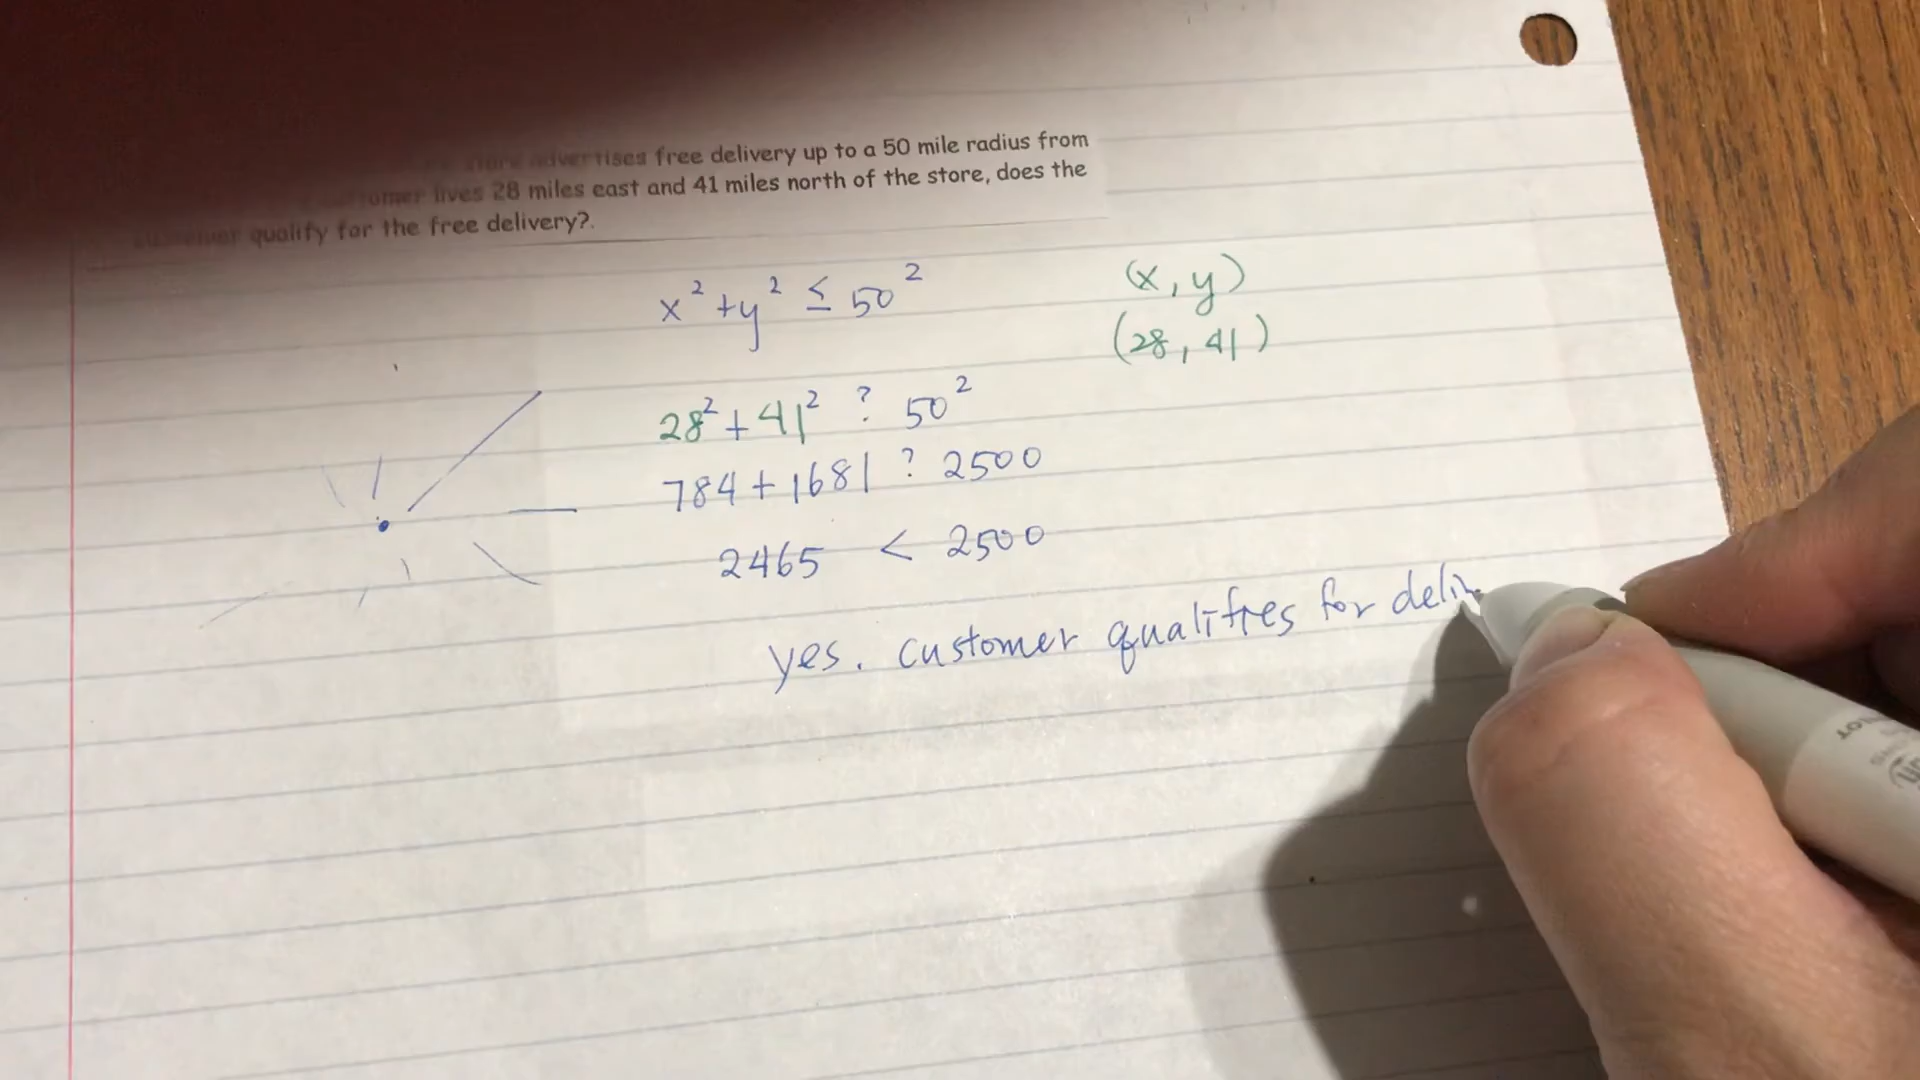 advertises free delivery up to a 50 mile radius from
lives 28 miles east and 41 miles north of the store, does the
qualify for the free delivery?.
x² + y² ≤ 50²
(x, y)
(28, 41)
28² + 41² ? 50²
784 + 1681 ? 2500
2465 < 2500
yes. customer qualifies for deliv